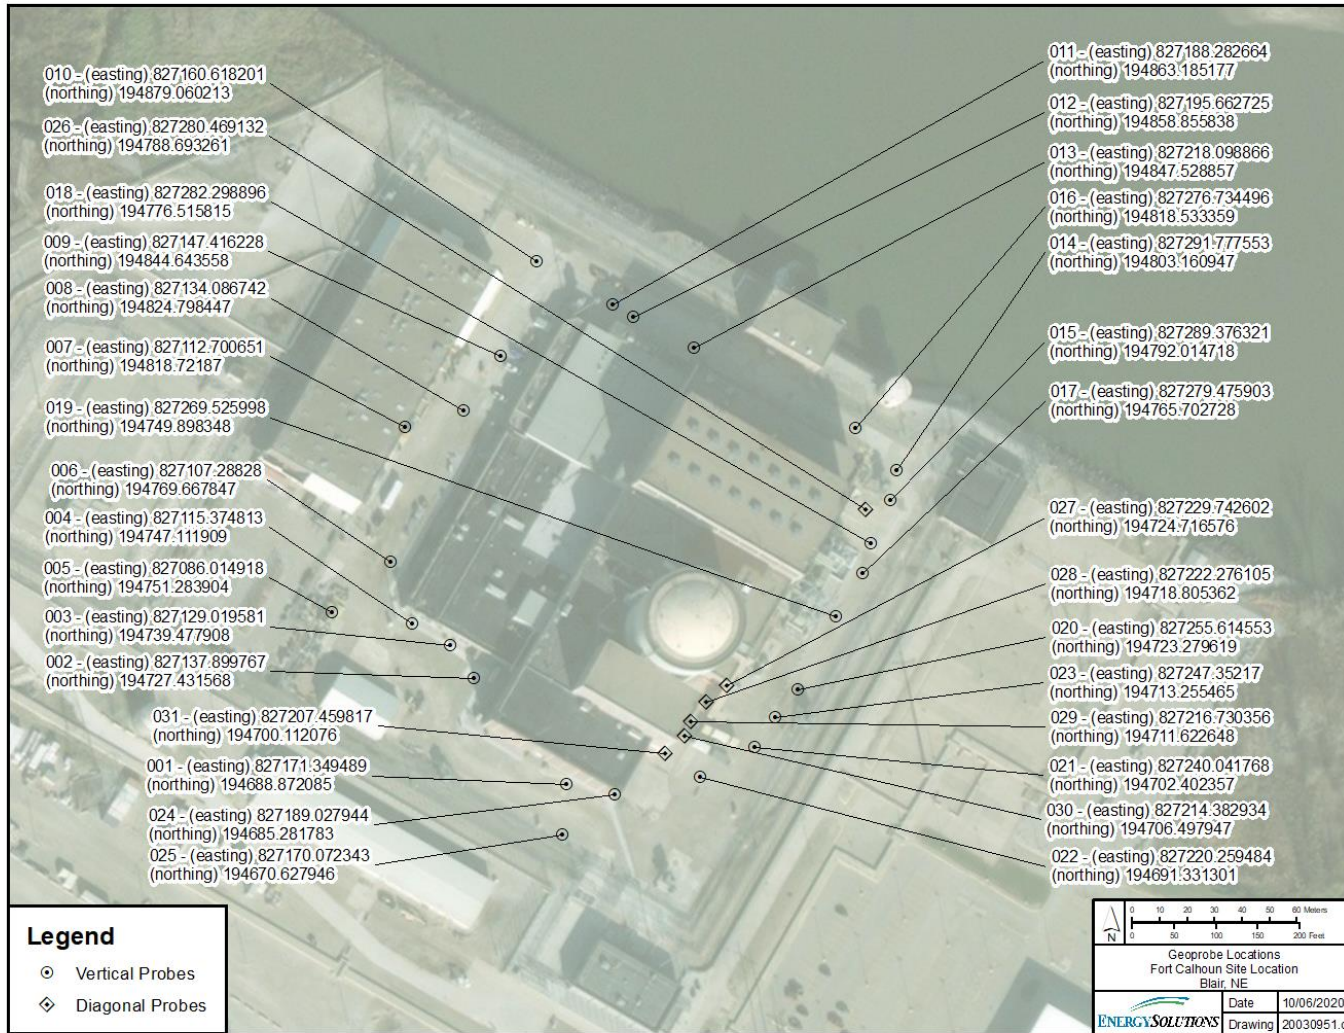 010 - (easting) 827160.618201
(northing) 194879.060213
026 - (easting) 827280.469132
(northing) 194788.693261
018 - (easting) 827282.298896
(northing) 194776.515815
009 - (easting) 827147.416228
(northing) 194844.643558
008 - (easting) 827134.086742
(northing) 194824.798447
007 - (easting) 827112.700651
(northing) 194818.72187
019 - (easting) 827269.525998
(northing) 194749.898348
006 - (easting) 827107.28828
(northing) 194769.667847
004 - (easting) 827115.374813
(northing) 194747.111909
005 - (easting) 827086.014918
(northing) 194751.283904
003 - (easting) 827129.019581
(northing) 194739.477908
002 - (easting) 827137.899767
(northing) 194727.431568
031 - (easting) 827207.459817
(northing) 194700.112076
001 - (easting) 827171.349489
(northing) 194688.872085
024 - (easting) 827189.027944
(northing) 194685.281783
025 - (easting) 827170.072343
(northing) 194670.627946
011 - (easting) 827188.282664
(northing) 194863.185177
012 - (easting) 827195.662725
(northing) 194858.855838
013 - (easting) 827218.098866
(northing) 194847.528857
016 - (easting) 827276.734496
(northing) 194818.533359
014 - (easting) 827291.777553
(northing) 194803.160947
015 - (easting) 827289.376321
(northing) 194792.014718
017 - (easting) 827279.475903
(northing) 194765.702728
027 - (easting) 827229.742602
(northing) 194724.716576
028 - (easting) 827222.276105
(northing) 194718.805362
020 - (easting) 827255.614553
(northing) 194723.279619
023 - (easting) 827247.35217
(northing) 194713.255465
029 - (easting) 827216.730356
(northing) 194711.622648
021 - (easting) 827240.041768
(northing) 194702.402357
030 - (easting) 827214.382934
(northing) 194706.497947
022 - (easting) 827220.259484
(northing) 194691.331301
Legend
Vertical Probes
Diagonal Probes
N
0 10 20 30 40 50 60 Meters
0 50 100 150 200 Feet
Geoprobe Locations
Fort Calhoun Site Location
Blair, NE
ENERGYSOLUTIONS
Date 10/06/2020
Drawing 20030951.